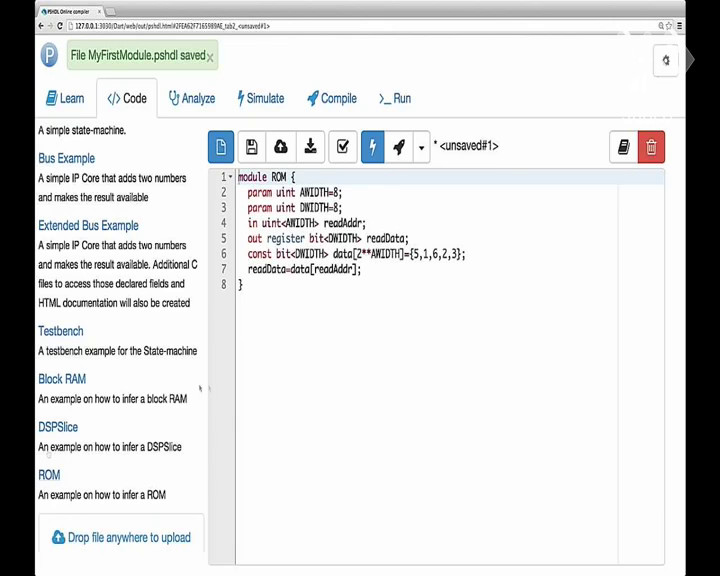 PSHDL Online compiler
127.0.0.1:3030/Dart/web/out/pshdl.html#2FEA62F7165989AE_tab2_<unsaved#1>
P
File MyFirstModule.pshdl saved ×
Learn
</> Code
Analyze
Simulate
Compile
>_ Run
A simple state-machine.
Bus Example
A simple IP Core that adds two numbers
and makes the result available
Extended Bus Example
A simple IP Core that adds two numbers
and makes the result available. Additional C
files to access those declared fields and
HTML documentation will also be created
Testbench
A testbench example for the State-machine
Block RAM
An example on how to infer a block RAM
DSPSlice
An example on how to infer a DSPSlice
ROM
An example on how to infer a ROM
Drop file anywhere to upload
* <unsaved#1>
1 module ROM {
2 param uint AWIDTH=8;
3 param uint DWIDTH=8;
4 in uint<AWIDTH> readAddr;
5 out register bit<DWIDTH> readData;
6 const bit<DWIDTH> data[2**AWIDTH]={5,1,6,2,3};
7 readData=data[readAddr];
8 }